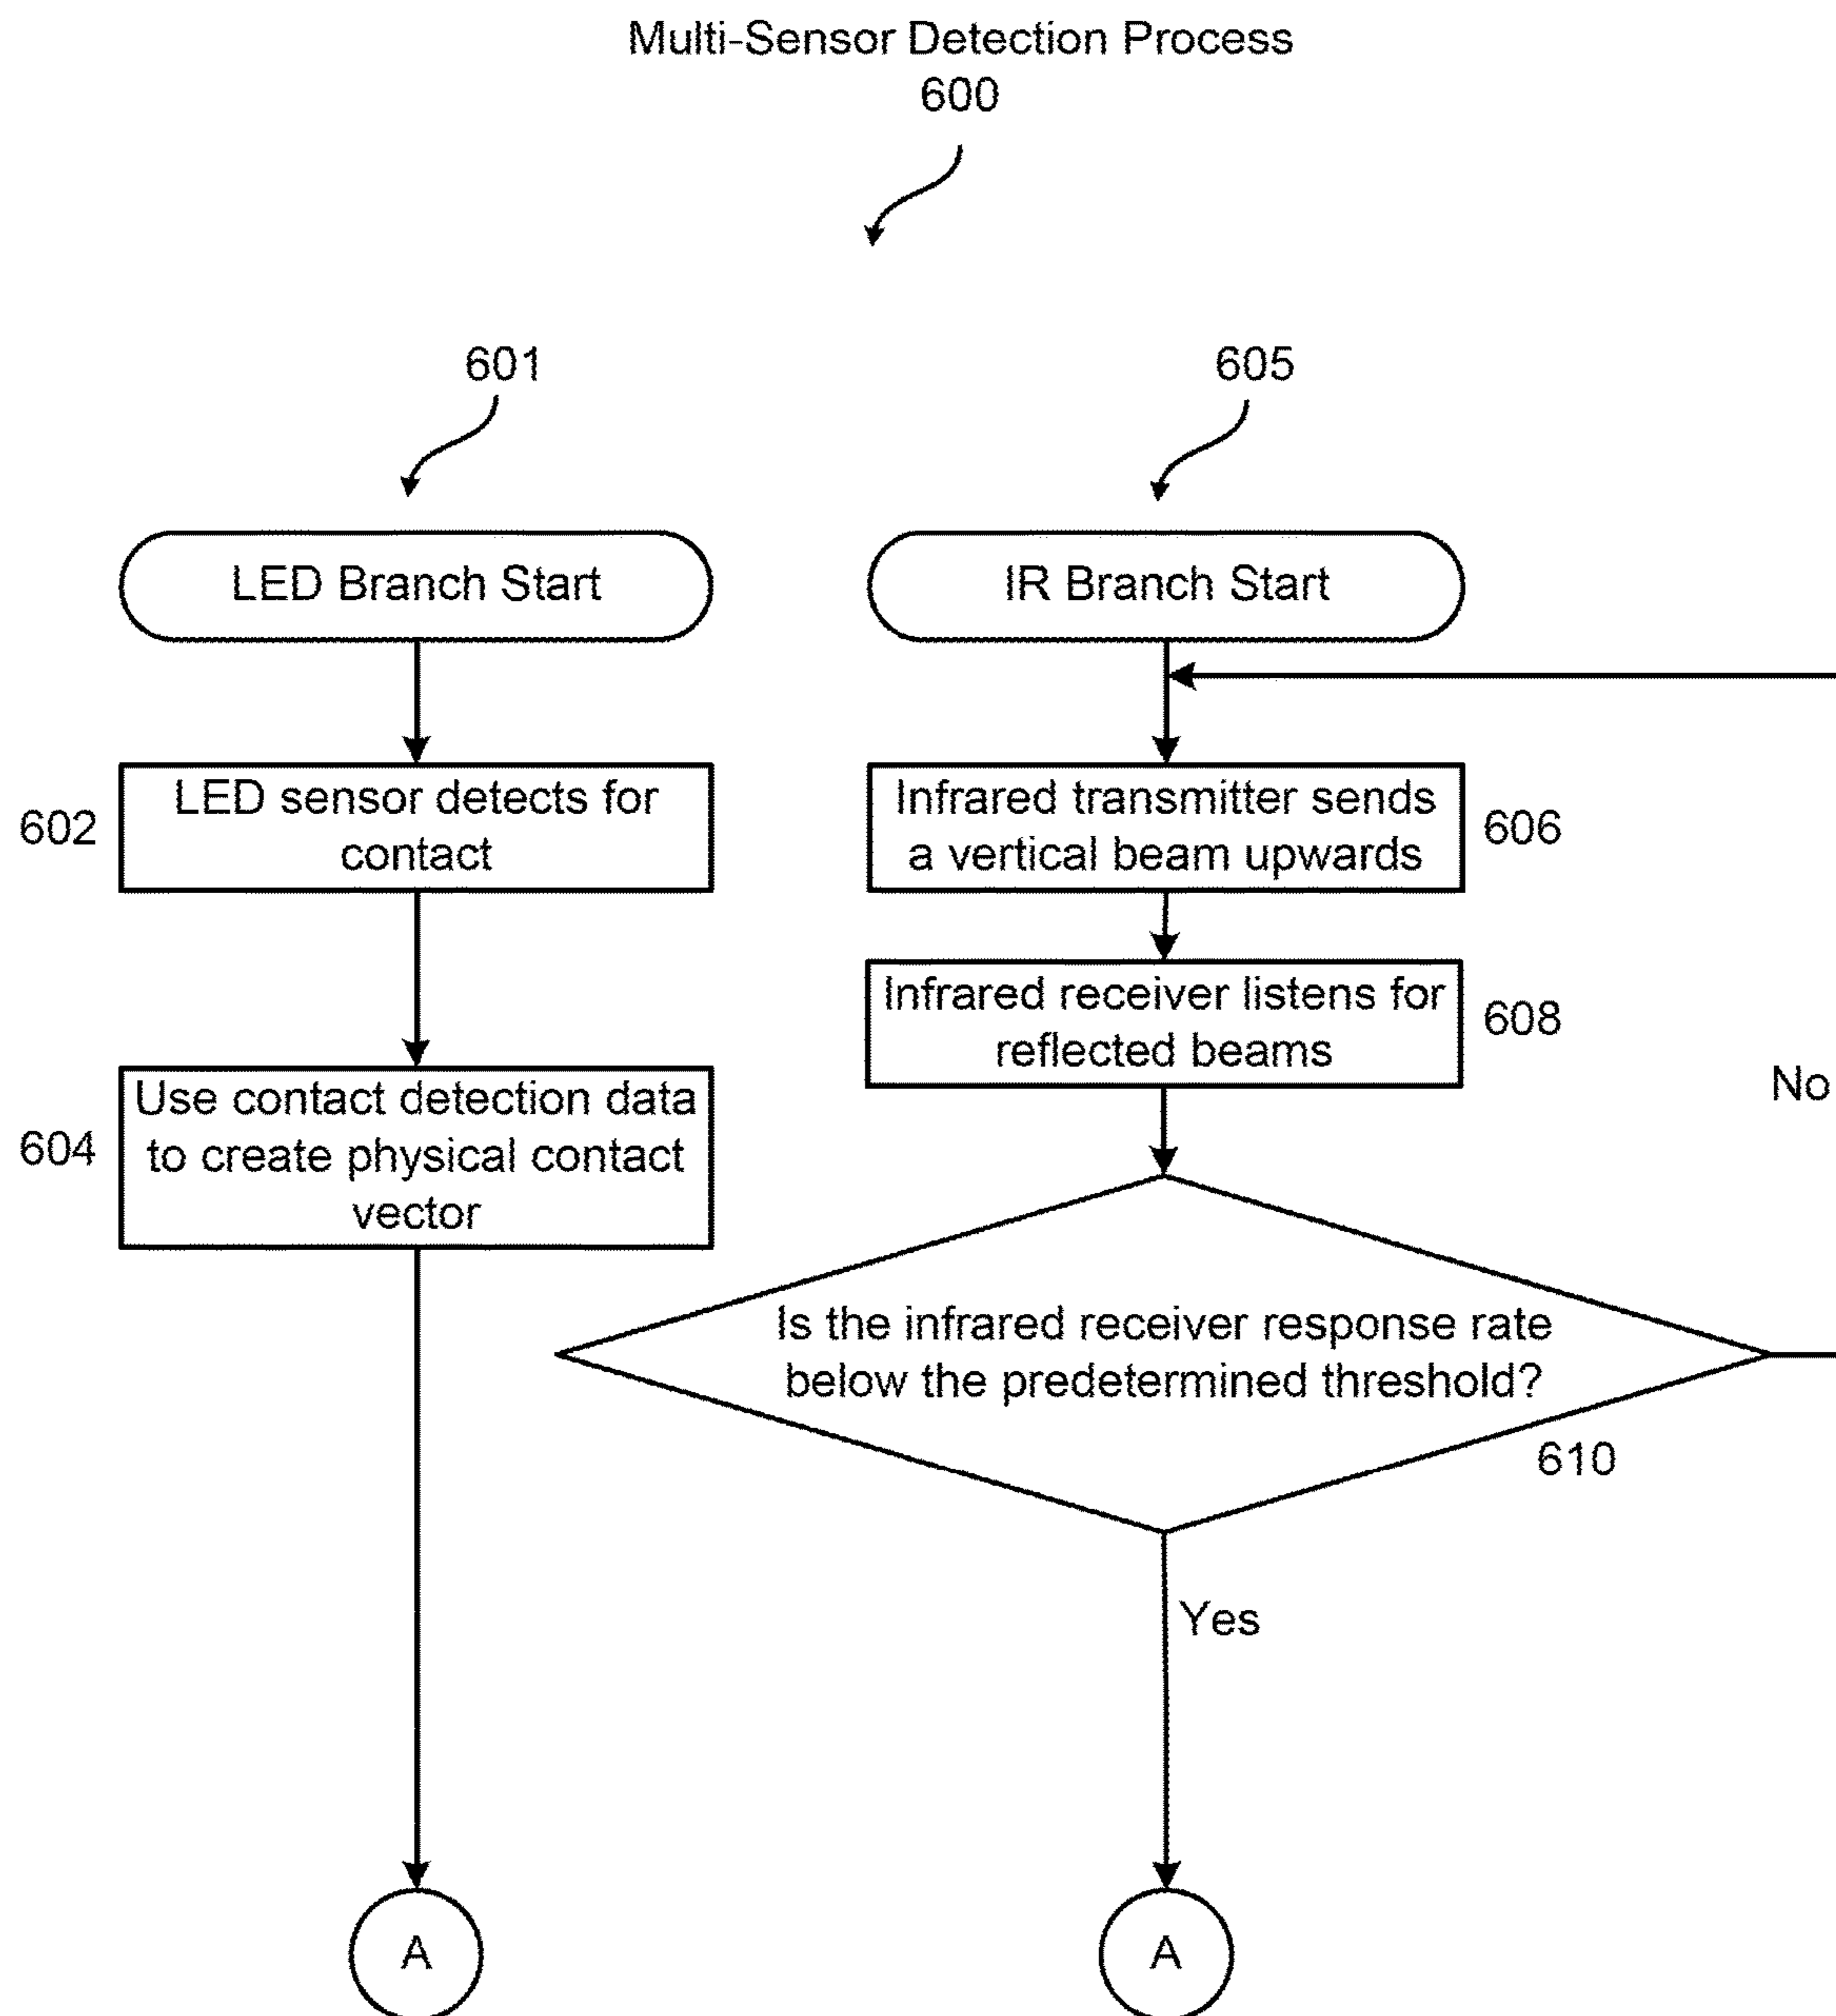 Multi-Sensor Detection Process
600
601
LED Branch Start
602
LED sensor detects for
contact
604
Use contact detection data
to create physical contact
vector
A
605
IR Branch Start
Infrared transmitter sends
a vertical beam upwards
606
Infrared receiver listens for
reflected beams
608
Is the infrared receiver response rate
below the predetermined threshold?
610
No
Yes
A